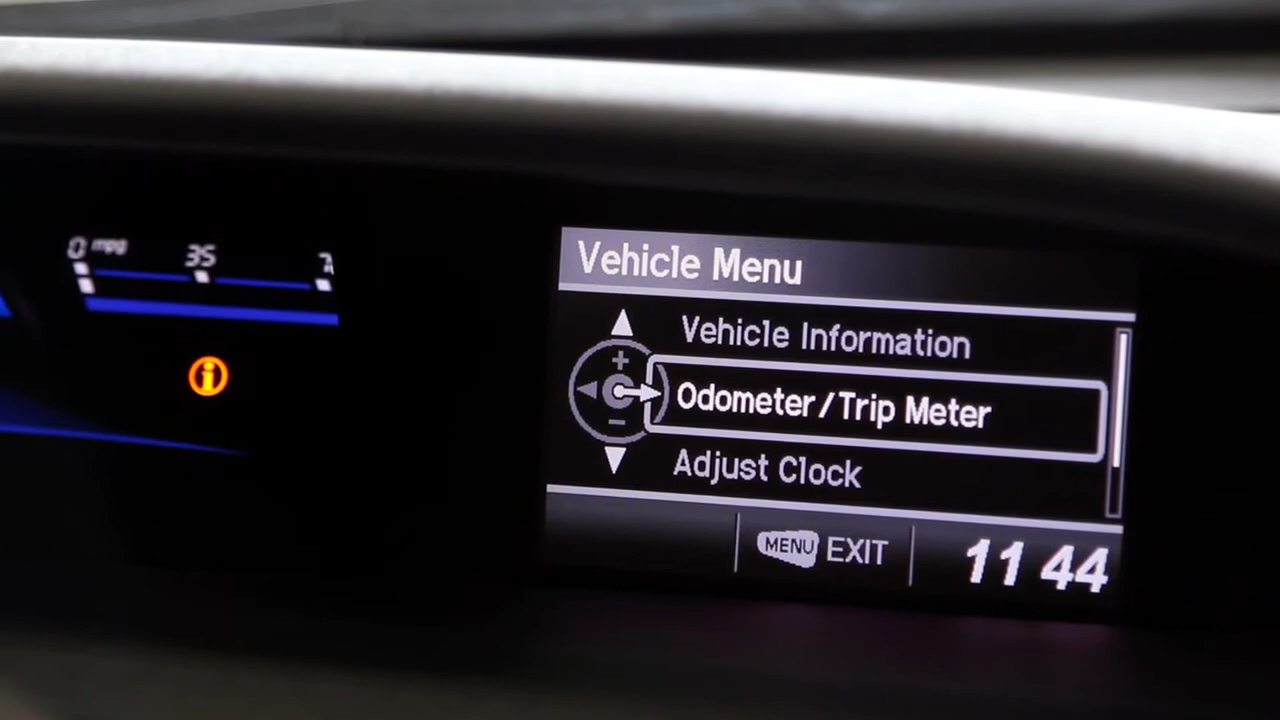 0 mpg 35
Vehicle Menu
Vehicle Information
Odometer/Trip Meter
Adjust Clock
MENU EXIT
11 44